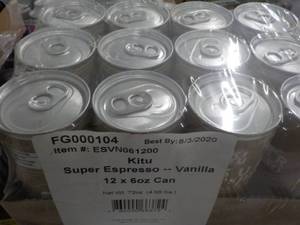 FG000104 Best By:8/3/2020
Item #: ESVN061200
Kitu
Super Espresso -- Vanilla
12 x 6oz Can